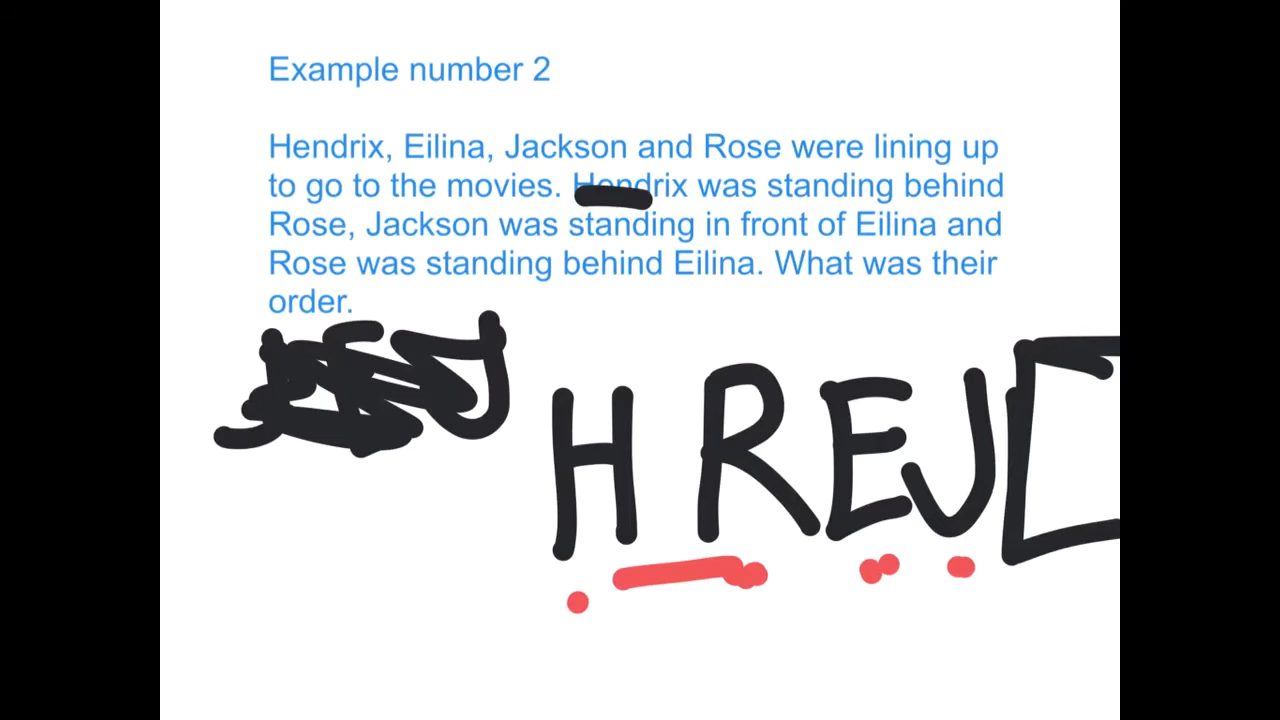 Example number 2
Hendrix, Eilina, Jackson and Rose were lining up
to go to the movies. Hendrix was standing behind
Rose, Jackson was standing in front of Eilina and
Rose was standing behind Eilina. What was their
order.
J
H R E J